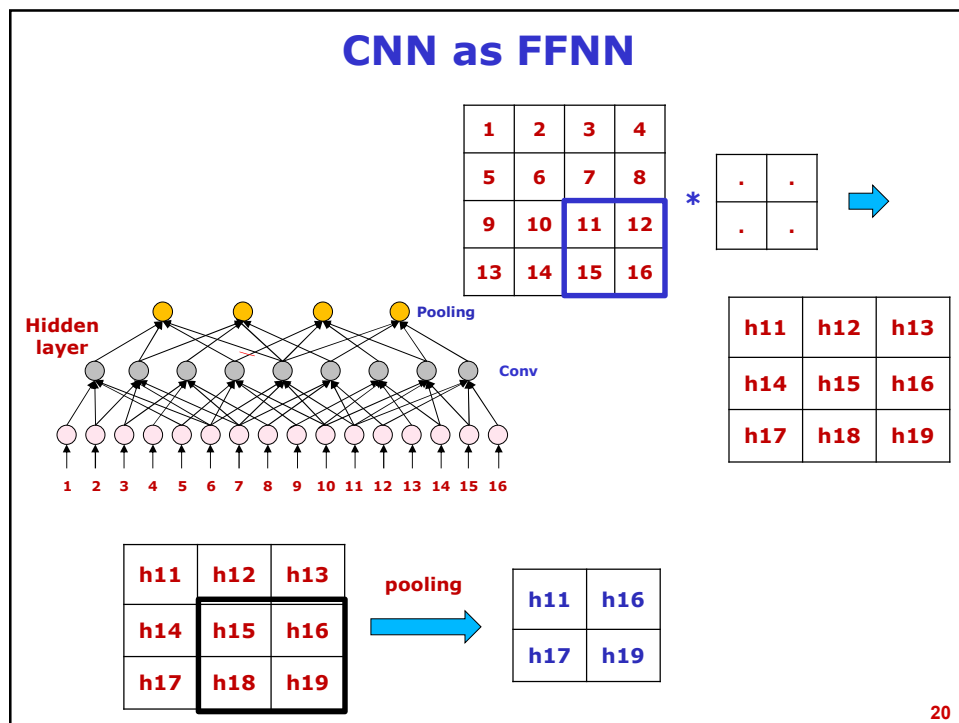 CNN as FFNN
1 2 3 4
5 6 7 8
9 10 11 12
13 14 15 16
*
. .
. .
Pooling
Hidden
layer
Conv
1 2 3 4 5 6 7 8 9 10 11 12 13 14 15 16
h11 h12 h13
h14 h15 h16
h17 h18 h19
h11 h12 h13
h14 h15 h16
h17 h18 h19
pooling
h11 h16
h17 h19
20